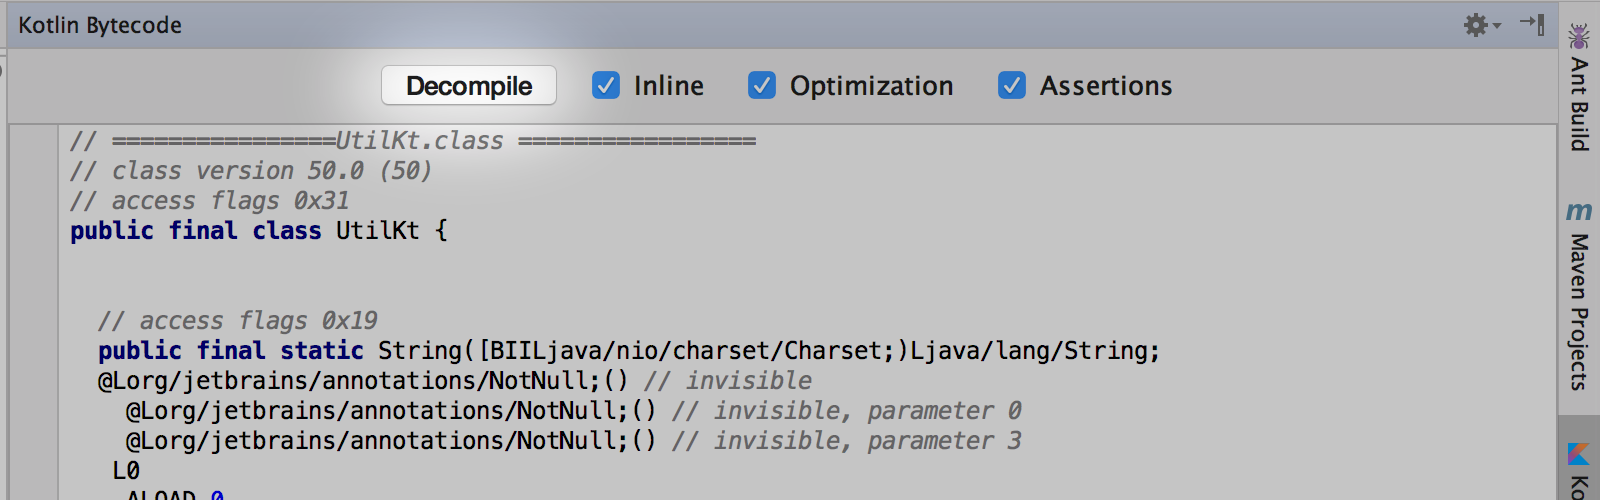 Kotlin Bytecode
Decompile Inline Optimization Assertions
// ================UtilKt.class =================
// class version 50.0 (50)
// access flags 0x31
public final class UtilKt {
// access flags 0x19
public final static String([BIILjava/nio/charset/Charset;)Ljava/lang/String;
@Lorg/jetbrains/annotations/NotNull;() // invisible
@Lorg/jetbrains/annotations/NotNull;() // invisible, parameter 0
@Lorg/jetbrains/annotations/NotNull;() // invisible, parameter 3
L0
ALOAD 0
Ant Build
m Maven Projects
Ko